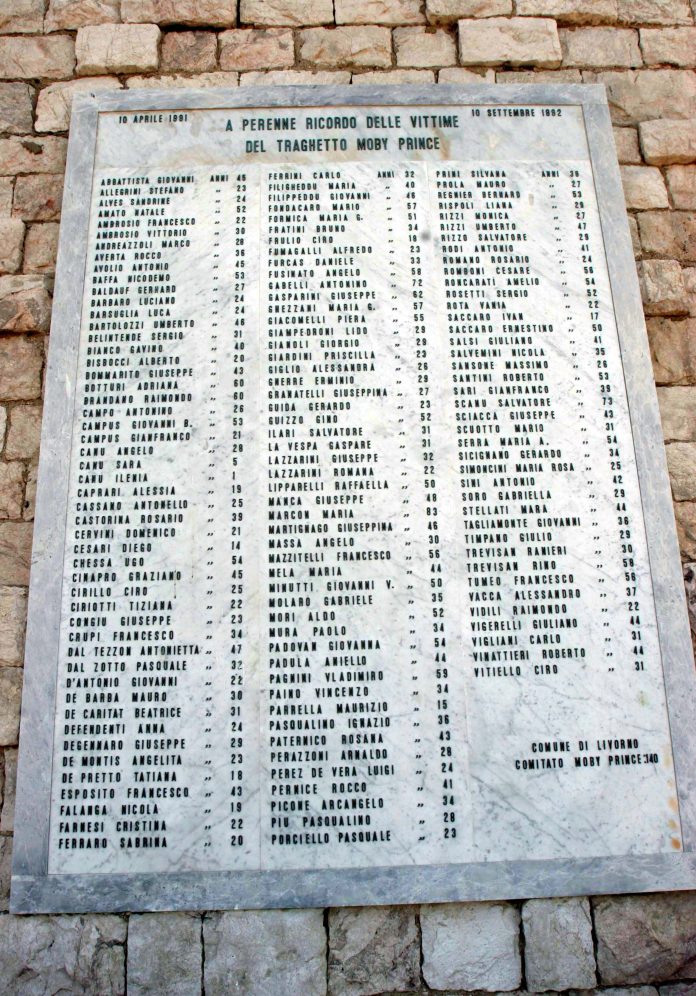 10 APRILE 1991
10 SETTEMBRE 1992
A PERENNE RICORDO DELLE VITTIME
DEL TRAGHETTO MOBY PRINCE
ABBATTISTA GIOVANNI ANNI 45
ALLEGRINI STEFANO „ 23
ALVES SANDRINE „ 24
AMATO NATALE „ 52
AMBROSIO FRANCESCO „ 22
AMBROSIO VITTORIO „ 30
ANDREAZZOLI MARCO „ 28
AVERTA ROCCO „ 36
AVOLIO ANTONIO „ 45
BAFFA NICODEMO „ 53
BALDAUF GERHARD „ 27
BARBARO LUCIANO „ 24
BARSUGLIA LUCA „ 24
BARTOLOZZI UMBERTO „ 46
BELINTENDE SERGIO „ 31
BIANCO GAVINO „ 40
BISBOCCI ALBERTO „ 20
BOMMARITO GIUSEPPE „ 43
BOTTURI ADRIANA „ 60
BRANDANO RAIMONDO „ 60
CAMPO ANTONINO „ 26
CAMPUS GIOVANNI B. „ 53
CAMPUS GIANFRANCO „ 21
CANU ANGELO „ 28
CANU SARA „ 5
CANU ILENIA „ 1
CAPRARI ALESSIA „ 19
CASSANO ANTONELLO „ 25
CASTORINA ROSARIO „ 39
CERVINI DOMENICO „ 21
CESARI DIEGO „ 14
CHESSA UGO „ 54
CINAPRO GRAZIANO „ 45
CIRILLO CIRO „ 25
CIRIOTTI TIZIANA „ 22
CONGIU GIUSEPPE „ 23
CRUPI FRANCESCO „ 34
DAL TEZZON ANTONIETTA „ 47
DAL ZOTTO PASQUALE „ 32
D'ANTONIO GIOVANNI „ 22
DE BARBA MAURO „ 30
DE CARITAT BEATRICE „ 31
DEFENDENTI ANNA „ 24
DEGENNARO GIUSEPPE „ 29
DE MONTIS ANGELITA „ 23
DE PRETTO TATIANA „ 18
ESPOSITO FRANCESCO „ 43
FALANGA NICOLA „ 19
FARNESI CRISTINA „ 22
FERRARO SABRINA „ 20
FERRINI CARLO ANNI 32
FILIGHEDDU MARIA „ 40
FILIPPEDDU GIOVANNI „ 46
FONDACARO MARIO „ 57
FORMICA MARIA G. „ 51
FRATINI BRUNO „ 34
FRULIO CIRO „ 18
FUMAGALLI ALFREDO „ 23
FURCAS DANIELE „ 33
FUSINATO ANGELO „ 58
GABELLI ANTONINO „ 72
GASPARINI GIUSEPPE „ 62
GHEZZANI MARIA G. „ 57
GIACOMELLI PIERA „ 55
GIAMPEDRONI LIDO „ 29
GIANOLI GIORGIO „ 29
GIARDINI PRISCILLA „ 23
GIGLIO ALESSANDRA „ 26
GNERRE ERMINIO „ 29
GRANATELLI GIUSEPPINA „ 27
GUIDA GERARDO „ 23
GUIZZO GINO „ 52
ILARI SALVATORE „ 31
LA VESPA GASPARE „ 31
LAZZARINI GIUSEPPE „ 32
LAZZARINI ROMANA „ 22
LIPPARELLI RAFFAELLA „ 50
MANCA GIUSEPPE „ 48
MARCON MARIA „ 83
MARTIGNAGO GIUSEPPINA „ 46
MASSA ANGELO „ 30
MAZZITELLI FRANCESCO „ 56
MELA MARIA „ 44
MINUTTI GIOVANNI V. „ 50
MOLARO GABRIELE „ 35
MORI ALDO „ 52
MURA PAOLO „ 34
PADOVAN GIOVANNA „ 54
PADULA ANIELLO „ 44
PAGNINI VLADIMIRO „ 59
PAINO VINCENZO „ 34
PARRELLA MAURIZIO „ 15
PASQUALINO IGNAZIO „ 36
PATERNICO ROSANA „ 43
PERAZZONI ARNALDO „ 28
PEREZ DE VERA LUIGI „ 24
PERNICE ROCCO „ 41
PICONE ARCANGELO „ 34
PIU PASQUALINO „ 28
PORCIELLO PASQUALE „ 23
PRINI SILVANA ANNI 39
PROLA MAURO „ 27
REGNIER BERNARD „ 53
RISPOLI LIANA „ 29
RIZZI MONICA „ 27
RIZZI UMBERTO „ 47
RIZZO SALVATORE „ 29
RODI ANTONIO „ 41
ROMANO ROSARIO „ 24
ROMBONI CESARE „ 56
RONCARATI AMELIO „ 54
ROSETTI SERGIO „ 52
ROTA VANIA „ 22
SACCARO IVAN „ 17
SACCARO ERNESTINO „ 50
SALSI GIULIANO „ 41
SALVEMINI NICOLA „ 35
SANSONE MASSIMO „ 26
SANTINI ROBERTO „ 53
SARI GIANFRANCO „ 39
SCANU SALVATORE „ 73
SCIACCA GIUSEPPE „ 43
SCUOTTO MARIO „ 31
SERRA MARIA A. „ 54
SICIGNANO GERARDO „ 34
SIMONCINI MARIA ROSA „ 25
SINI ANTONIO „ 42
SORO GABRIELLA „ 29
STELLATI MARA „ 44
TAGLIAMONTE GIOVANNI „ 36
TIMPANO GIULIO „ 29
TREVISAN RANIERI „ 30
TREVISAN RINO „ 58
TUMEO FRANCESCO „ 56
VACCA ALESSANDRO „ 37
VIDILI RAIMONDO „ 22
VIGERELLI GIULIANO „ 44
VIGLIANI CARLO „ 31
VINATTIERI ROBERTO „ 44
VITIELLO CIRO „ 31
COMUNE DI LIVORNO
COMITATO MOBY PRINCE 140